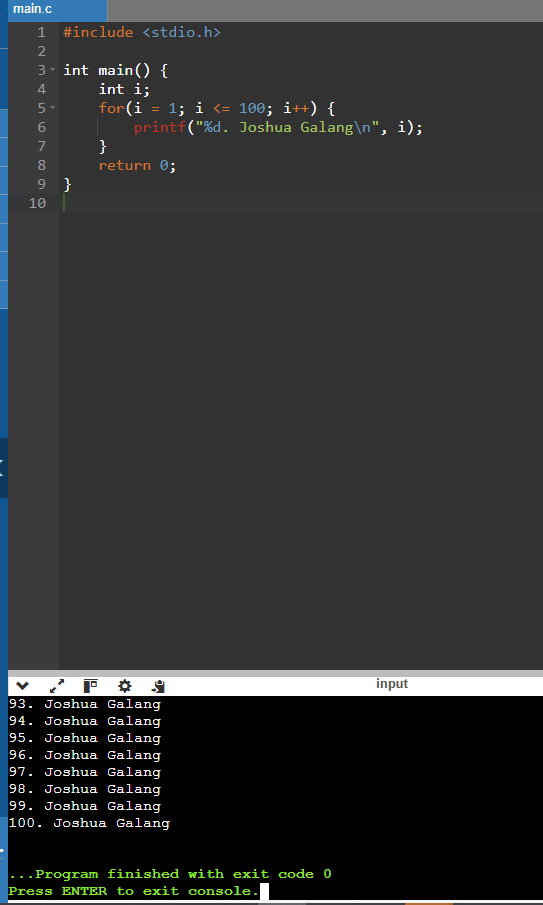 main.c
1 #include <stdio.h>
2
3 int main() {
4     int i;
5     for(i = 1; i <= 100; i++) {
6         printf("%d. Joshua Galang\n", i);
7     }
8     return 0;
9 }
10
input
93. Joshua Galang
94. Joshua Galang
95. Joshua Galang
96. Joshua Galang
97. Joshua Galang
98. Joshua Galang
99. Joshua Galang
100. Joshua Galang
...Program finished with exit code 0
Press ENTER to exit console.